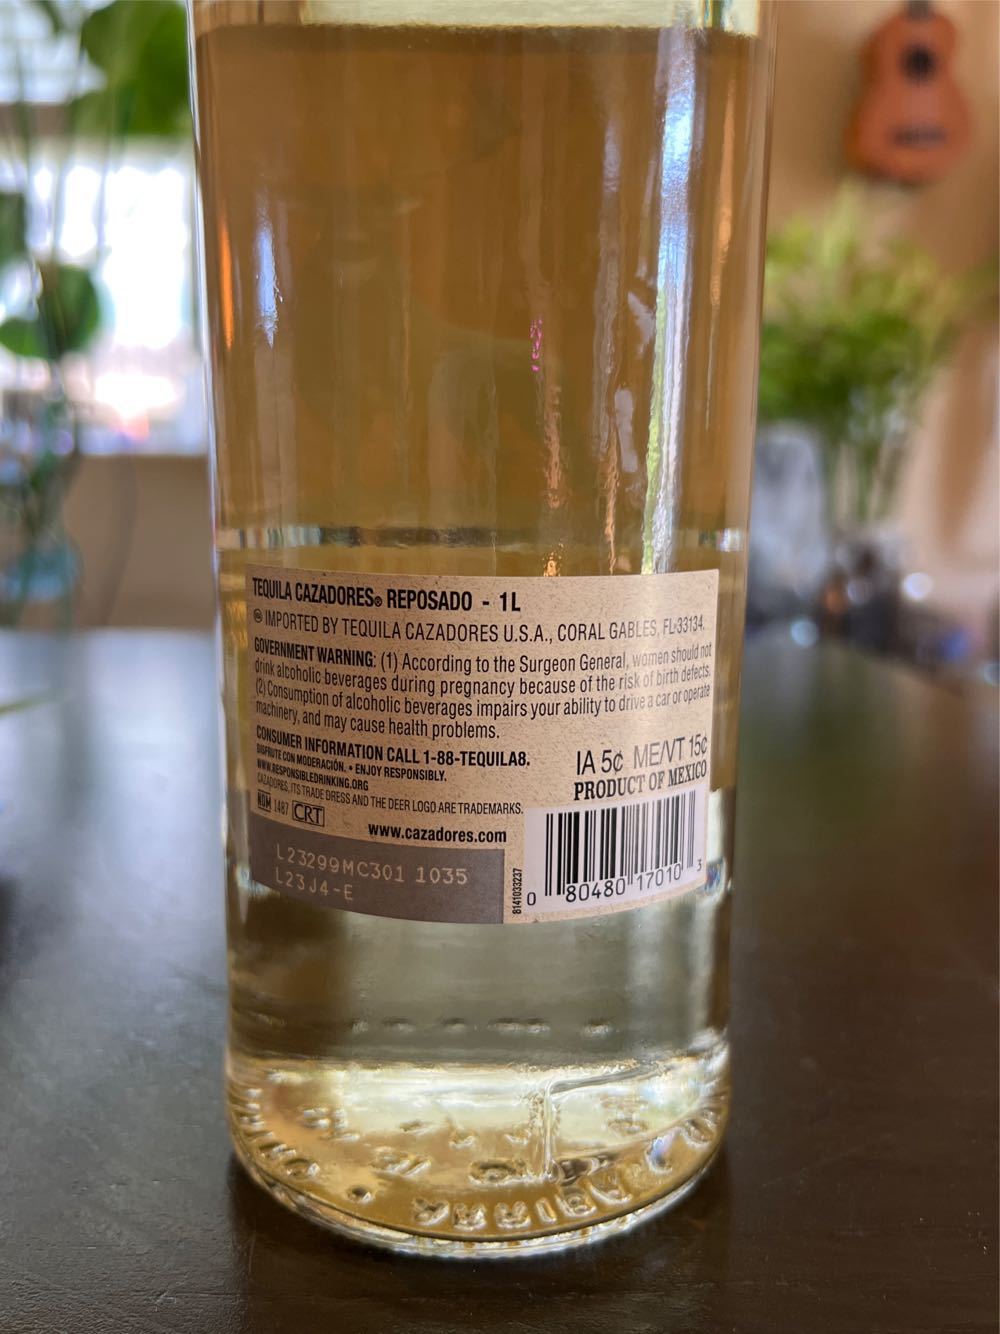 TEQUILA CAZADORES® REPOSADO - 1L
IMPORTED BY TEQUILA CAZADORES U.S.A., CORAL GABLES, FL 33134.
GOVERNMENT WARNING: (1) According to the Surgeon General, women should not
drink alcoholic beverages during pregnancy because of the risk of birth defects.
(2) Consumption of alcoholic beverages impairs your ability to drive a car or operate
machinery, and may cause health problems.
CONSUMER INFORMATION CALL 1-88-TEQUILA8.
DISFRUTE CON MODERACIÓN. • ENJOY RESPONSIBLY.
WWW.RESPONSIBLEDRINKING.ORG
CAZADORES, ITS TRADE DRESS AND THE DEER LOGO ARE TRADEMARKS.
NOM 1487 CRT
www.cazadores.com
IA 5¢ ME/VT 15¢
PRODUCT OF MEXICO
L23299MC301 1035
L23J4-E
8141033237
0 80480 17010 3